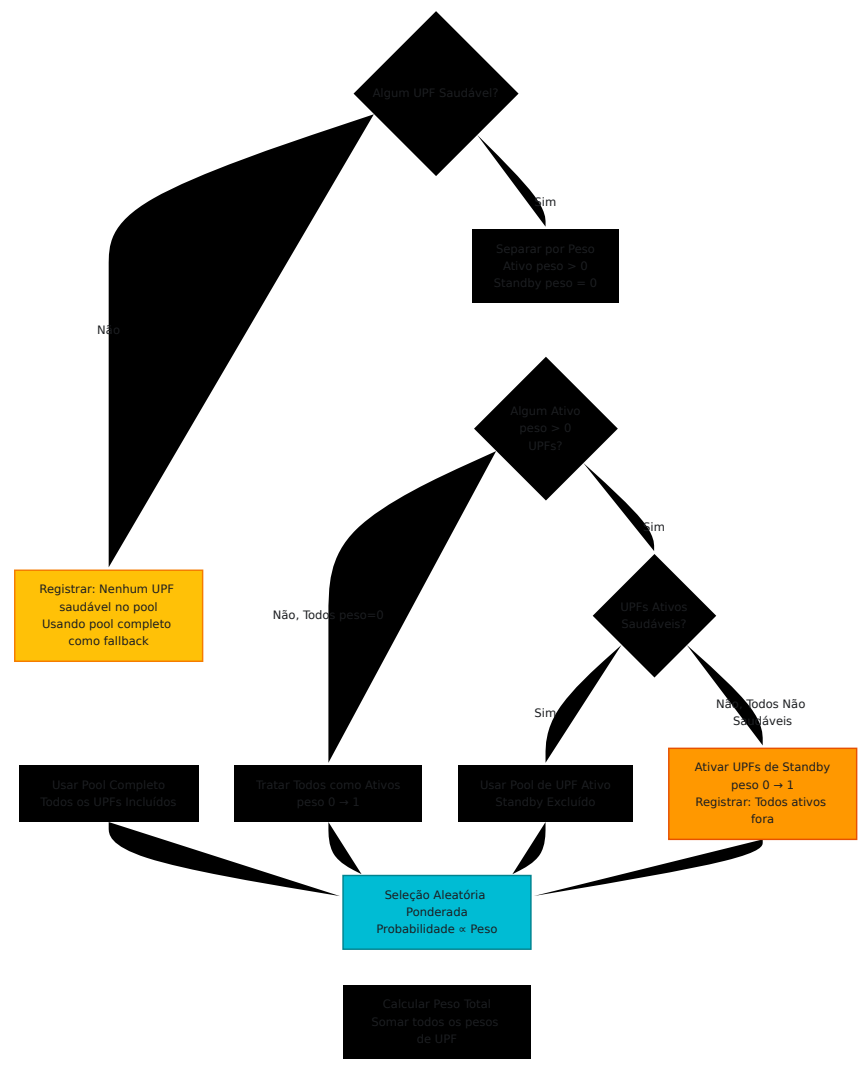 Algum UPF Saudável?
Sim
Separar por Peso
Ativo peso > 0
Standby peso = 0
Não
Algum Ativo
peso > 0
UPFs?
Sim
Registrar: Nenhum UPF
saudável no pool
Usando pool completo
como fallback
Não, Todos peso=0
UPFs Ativos
Saudáveis?
Sim
Não, Todos Não
Saudáveis
Usar Pool Completo
Todos os UPFs Incluídos
Tratar Todos como Ativos
peso 0 → 1
Usar Pool de UPF Ativo
Standby Excluído
Ativar UPFs de Standby
peso 0 → 1
Registrar: Todos ativos
fora
Seleção Aleatória
Ponderada
Probabilidade ∝ Peso
Calcular Peso Total
Somar todos os pesos
de UPF